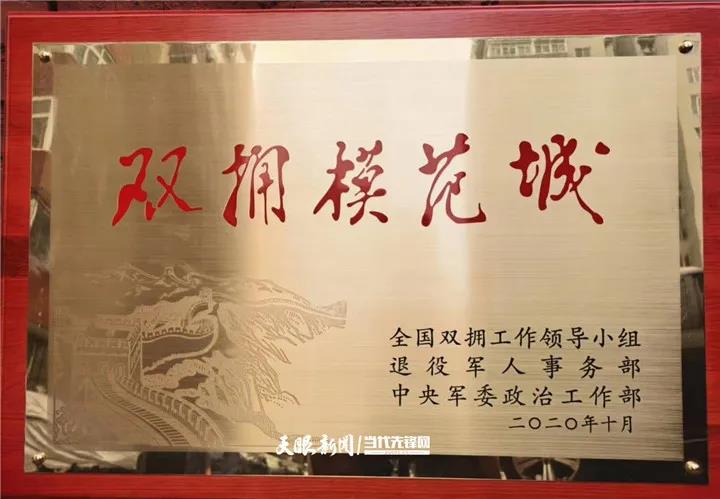 双拥模范城
全国双拥工作领导小组
退役军人事务部
中央军委政治工作部
二〇二〇年十月
天眼新闻/当代先锋网